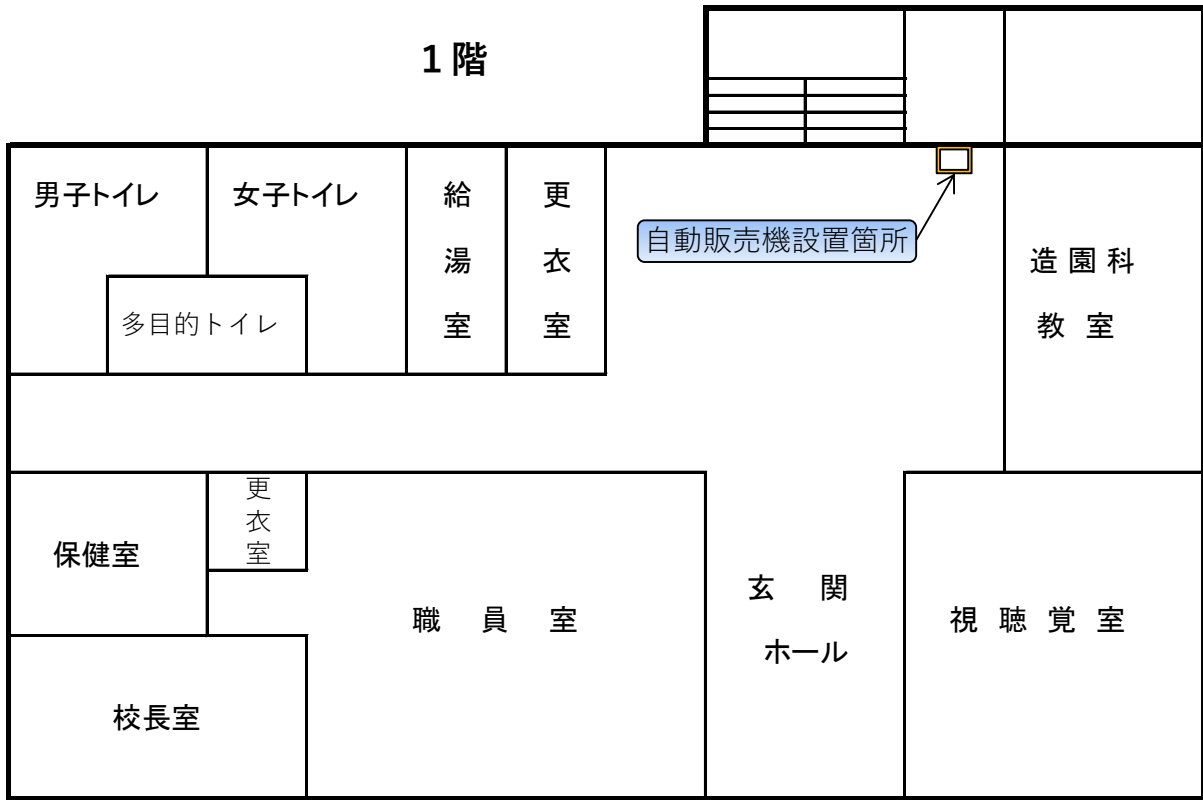 1階
男子トイレ
女子トイレ
給湯室
更衣室
自動販売機設置箇所
造園科
教室
多目的トイレ
保健室
更衣室
職員室
玄関
ホール
視聴覚室
校長室